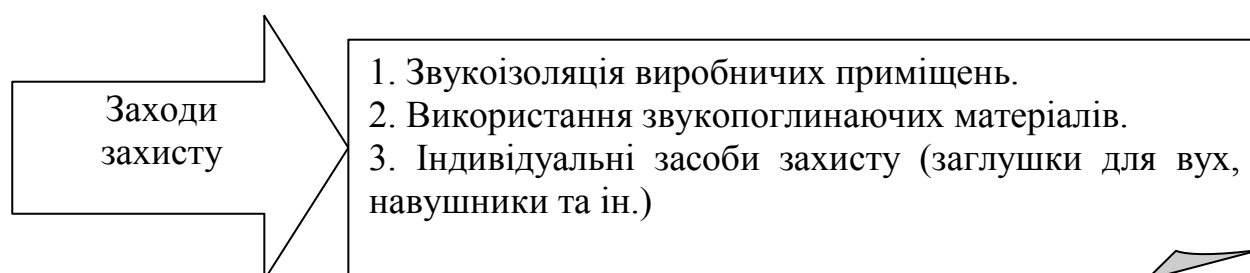 Заходи
захисту
1. Звукоізоляція виробничих приміщень.
2. Використання звукопоглинаючих матеріалів.
3. Індивідуальні засоби захисту (заглушки для вух,
навушники та ін.)